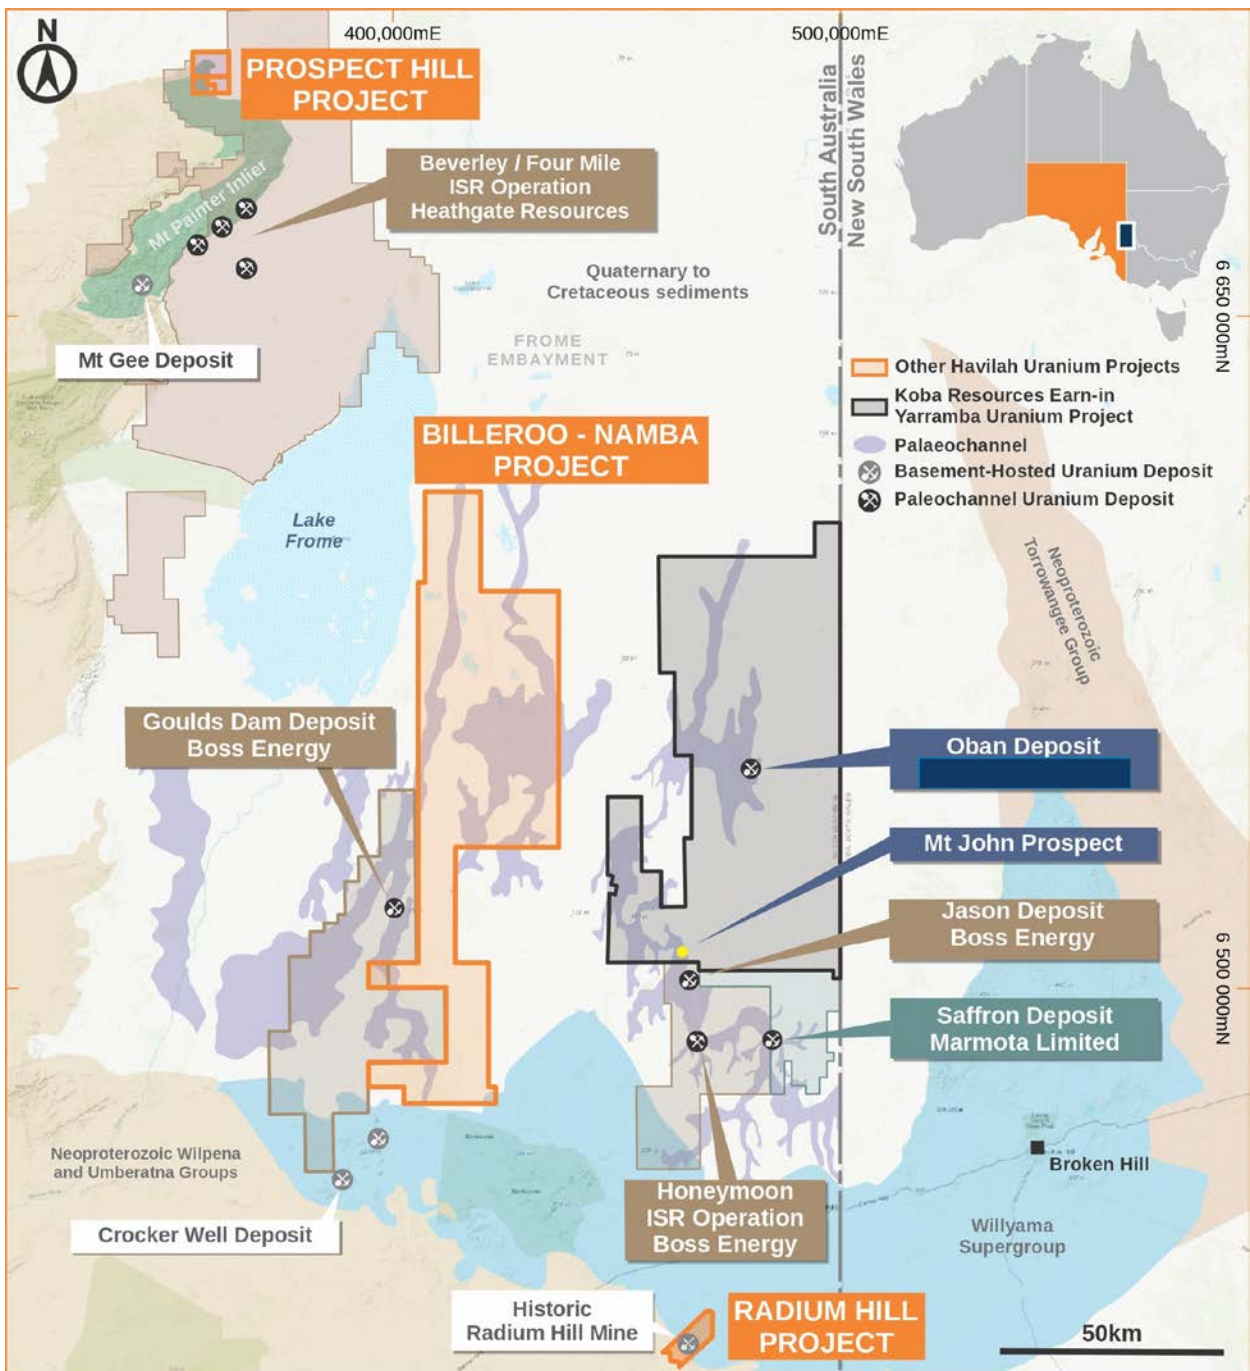 N
400,000mE
500,000mE
PROSPECT HILL
PROJECT
South Australia
New South Wales
Beverley / Four Mile
ISR Operation
Heathgate Resources
Mt Painter Inlier
Quaternary to
Cretaceous sediments
6 650 000mN
FROME
EMBAYMENT
Mt Gee Deposit
Other Havilah Uranium Projects
Koba Resources Earn-in
Yarramba Uranium Project
Palaeochannel
Basement-Hosted Uranium Deposit
Paleochannel Uranium Deposit
BILLEROO - NAMBA
PROJECT
Lake
Frome
Neoproterozoic
Torrowangee Group
Goulds Dam Deposit
Boss Energy
Oban Deposit
Mt John Prospect
Jason Deposit
Boss Energy
6 500 000mN
Saffron Deposit
Marmota Limited
Neoproterozoic Wilpena
and Umberatna Groups
Broken Hill
Crocker Well Deposit
Honeymoon
ISR Operation
Boss Energy
Willyama
Supergroup
Historic
Radium Hill Mine
RADIUM HILL
PROJECT
50km